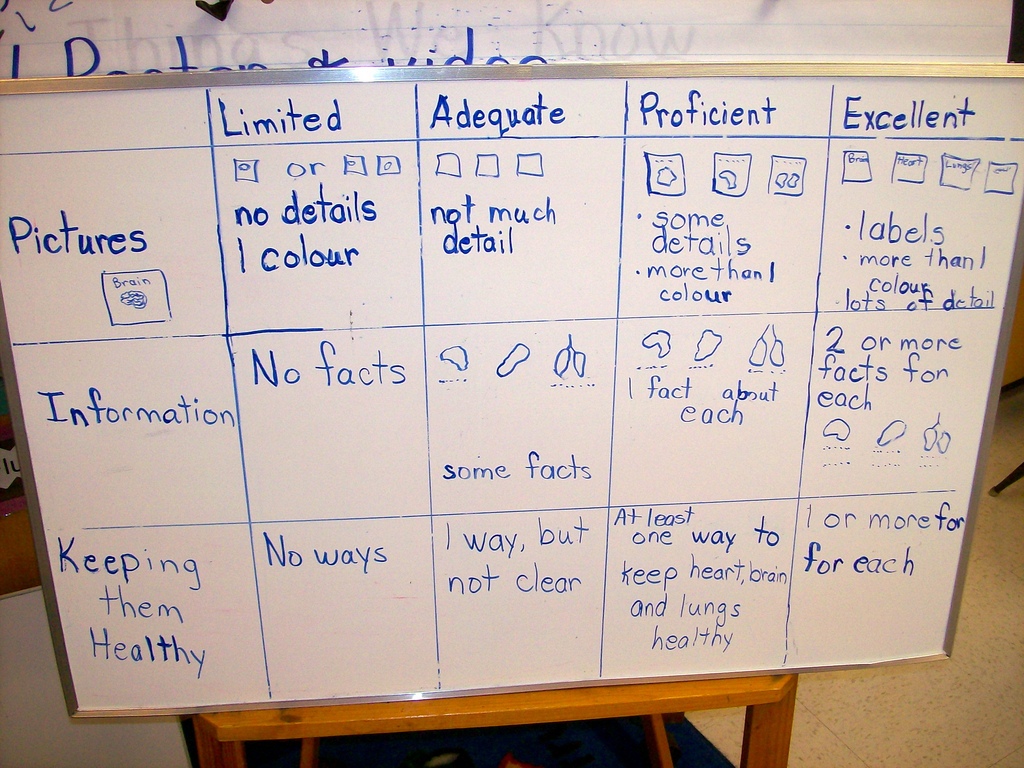 Things We Know
Poster & video
Limited
Adequate
Proficient
Excellent
Pictures
Brain
or
no details
1 colour
not much
detail
• some
details
• more than 1
colour
Brain
Heart
Lungs
• labels
• more than 1
colour
lots of detail
Information
No facts
some facts
1 fact about
each
2 or more
facts for
each
Keeping
them
Healthy
No ways
1 way, but
not clear
At least
one way to
keep heart, brain
and lungs
healthy
1 or more for
for each